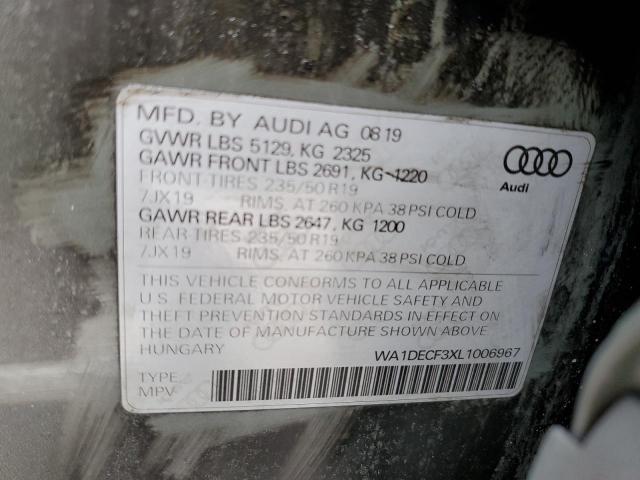 MFD. BY AUDI AG 08 19
GVWR LBS 5129, KG 2325
GAWR FRONT LBS 2691, KG 1220
FRONT-TIRES 235/50 R19
7JX19 RIMS, AT 260 KPA 38 PSI COLD
GAWR REAR LBS 2647, KG 1200
REAR-TIRES 235/50 R19
7JX19 RIMS, AT 260 KPA 38 PSI COLD
Audi
THIS VEHICLE CONFORMS TO ALL APPLICABLE
U.S. FEDERAL MOTOR VEHICLE SAFETY AND
THEFT PREVENTION STANDARDS IN EFFECT ON
THE DATE OF MANUFACTURE SHOWN ABOVE
HUNGARY
WA1DECF3XL1006967
TYPE:
MPV